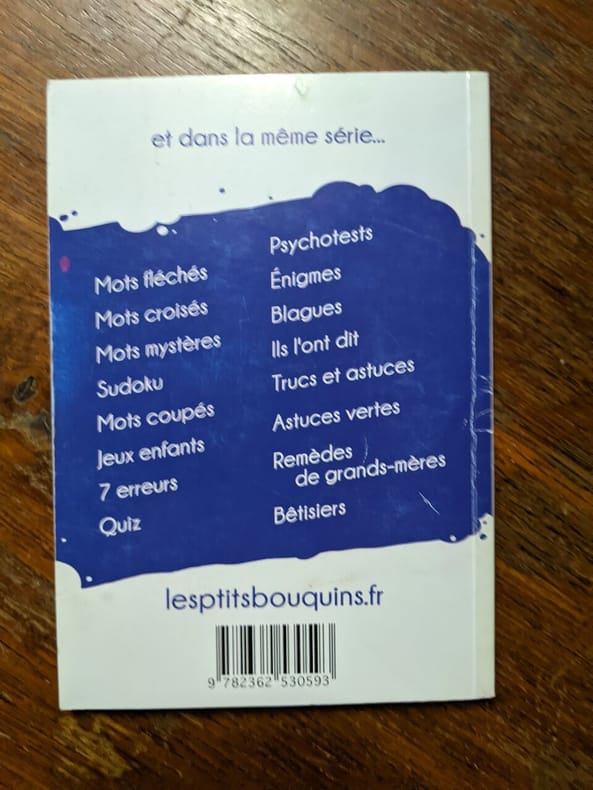 et dans la même série...
Mots fléchés
Mots croisés
Mots mystères
Sudoku
Mots coupés
Jeux enfants
7 erreurs
Quiz
Psychotests
Énigmes
Blagues
Ils l'ont dit
Trucs et astuces
Astuces vertes
Remèdes
de grands-mères
Bêtisiers
lesptitsbouquins.fr
9 782362 530593